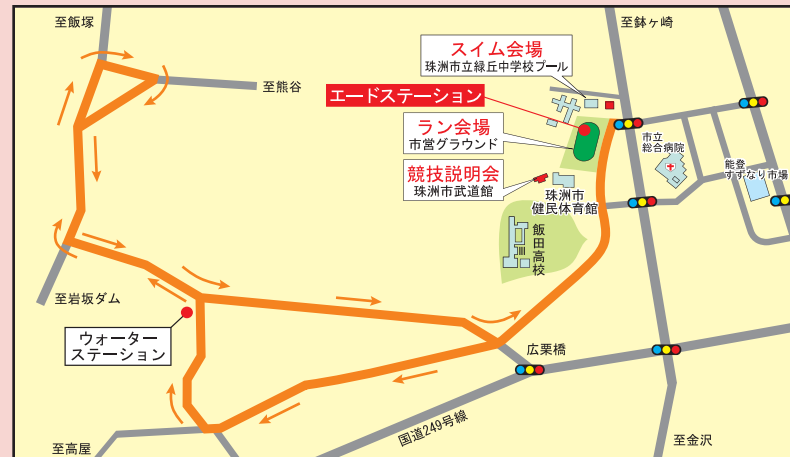 至飯塚
至鉢ヶ崎
スイム会場
珠洲市立緑丘中学校プール
至熊谷
エードステーション
ラン会場
市営グラウンド
市立
総合病院
競技説明会
珠洲市武道館
能登
すずなり市場
珠洲市
健民体育館
飯田高校
至岩坂ダム
ウォーター
ステーション
広栗橋
国道249号線
至高屋
至金沢